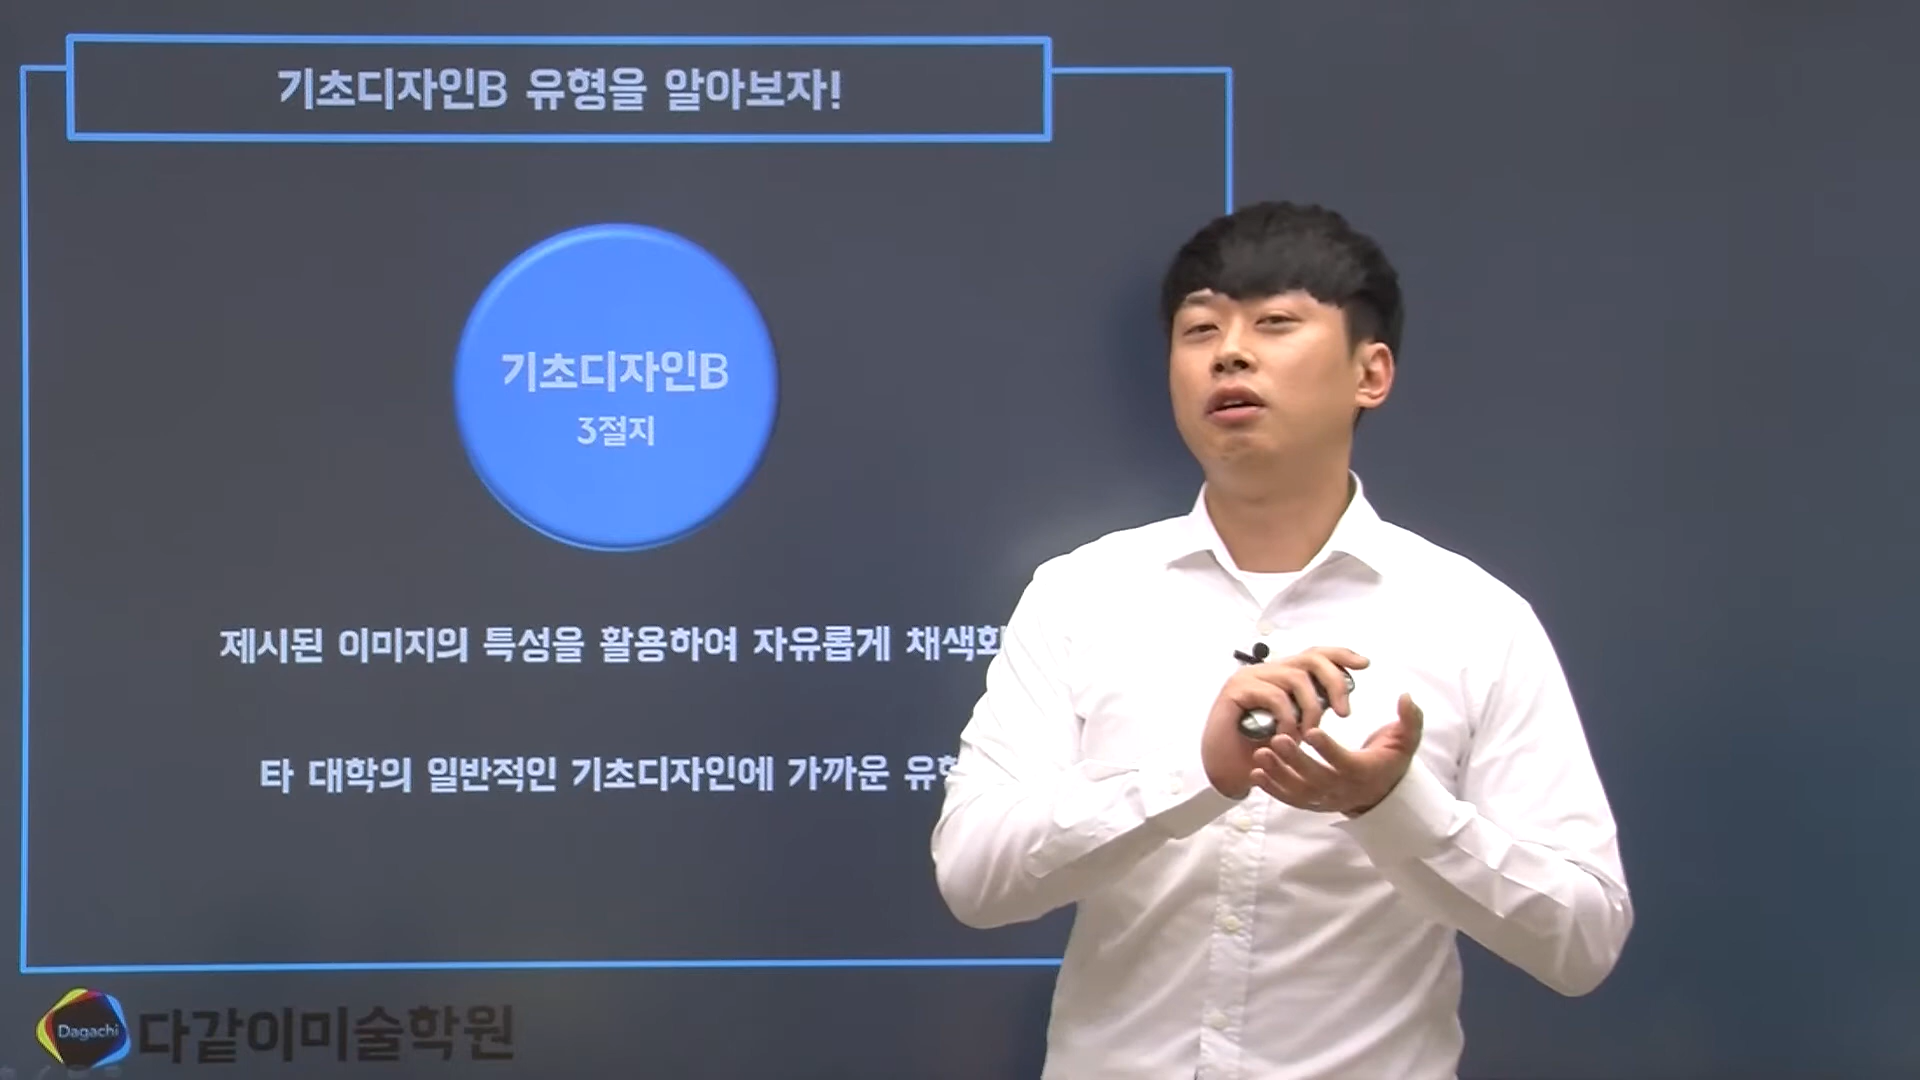 기초디자인B 유형을 알아보자!
기초디자인B
3절지
제시된 이미지의 특성을 활용하여 자유롭게
타 대학의 일반적인 기초디자인에 가까운
Dagachi
다같이미술학원